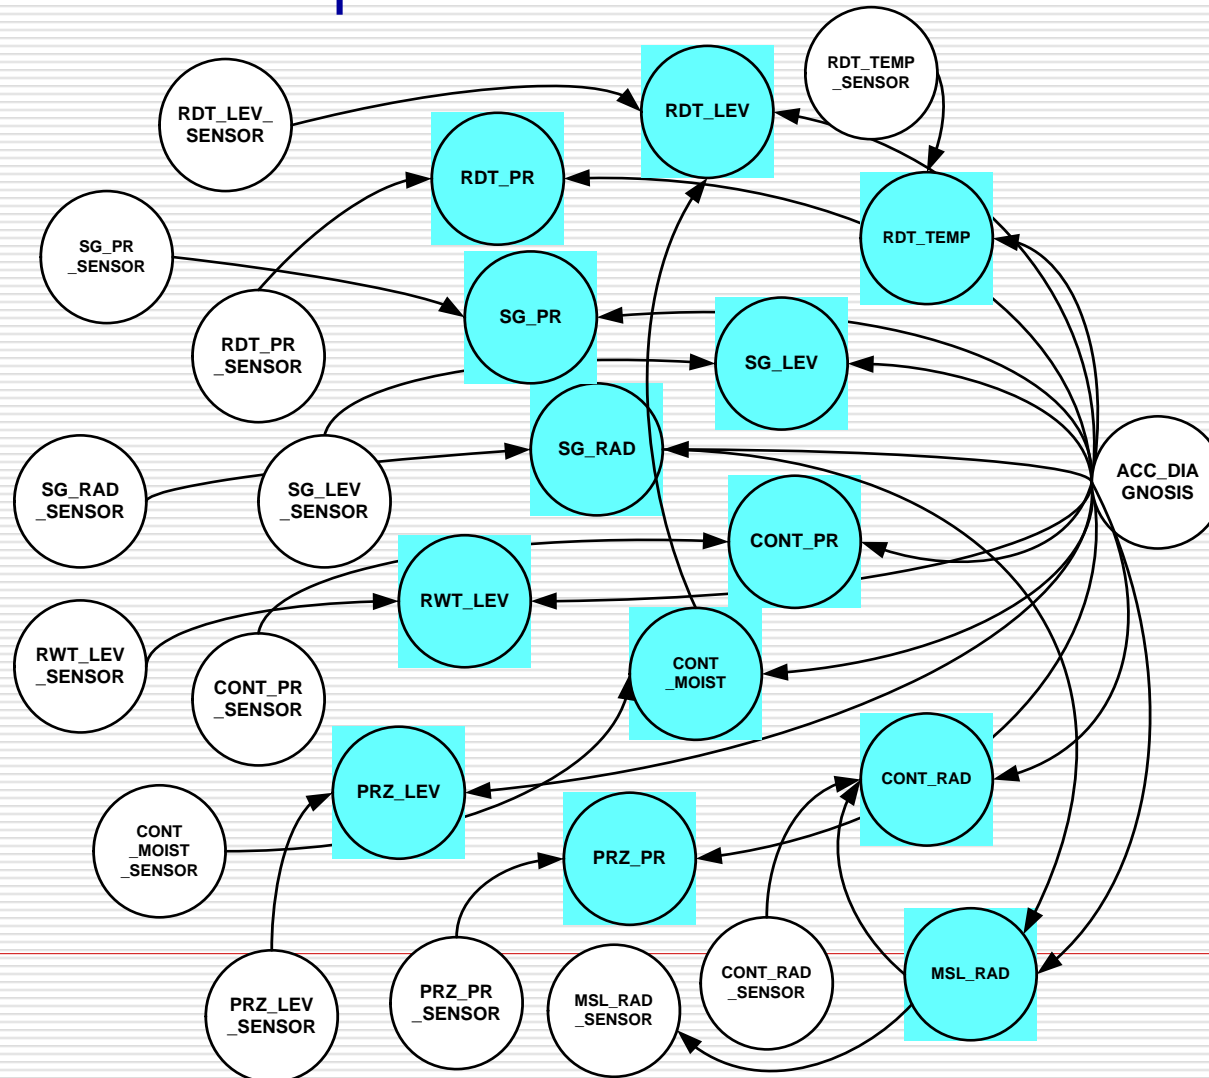 RDT_TEMP
_SENSOR
RDT_LEV_
SENSOR
RDT_LEV
RDT_PR
SG_PR
_SENSOR
RDT_TEMP
SG_PR
RDT_PR
_SENSOR
SG_LEV
SG_RAD
ACC_DIA
GNOSIS
SG_RAD
_SENSOR
SG_LEV
_SENSOR
CONT_PR
RWT_LEV
RWT_LEV
_SENSOR
CONT
_MOIST
CONT_PR
_SENSOR
PRZ_LEV
CONT_RAD
CONT
_MOIST
_SENSOR
PRZ_PR
CONT_RAD
_SENSOR
MSL_RAD
PRZ_LEV
_SENSOR
PRZ_PR
_SENSOR
MSL_RAD
_SENSOR